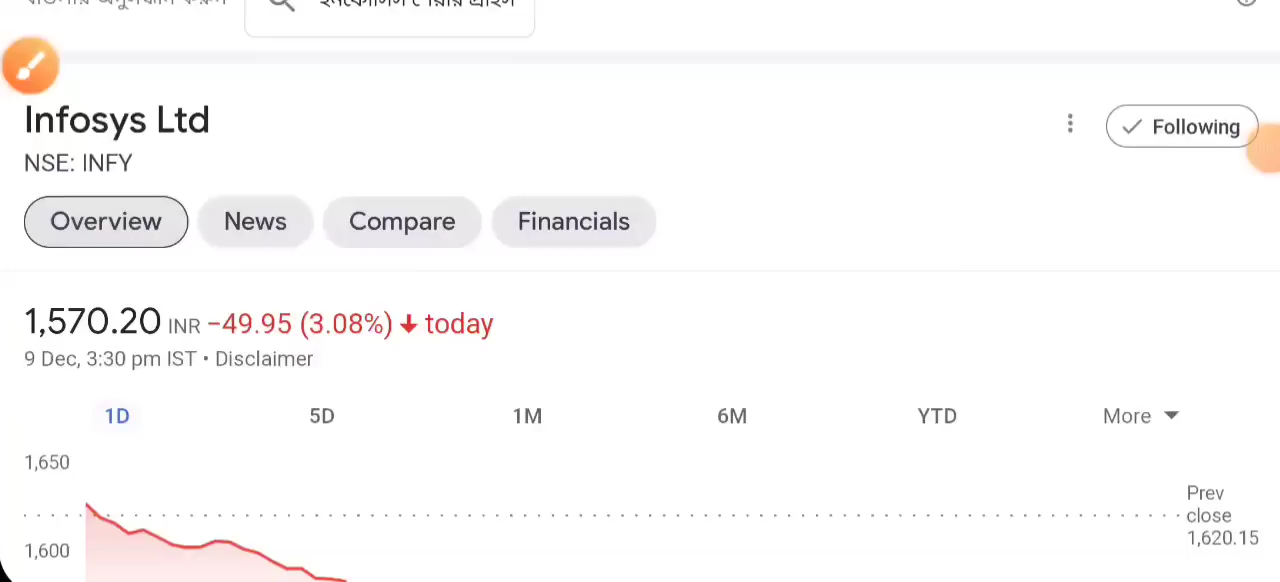 Infosys Ltd
Following
NSE: INFY
Overview
News
Compare
Financials
1,570.20 INR −49.95 (3.08%) today
9 Dec, 3:30 pm IST • Disclaimer
1D
5D
1M
6M
YTD
More
1,650
Prev
close
1,620.15
1,600